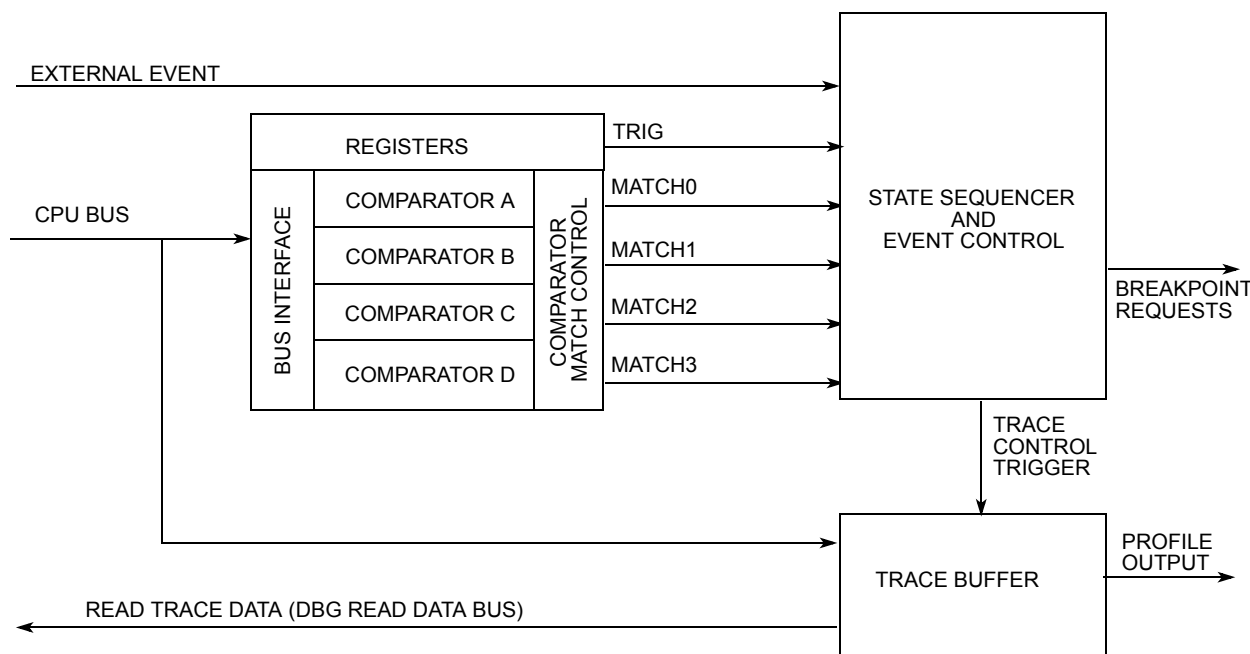 EXTERNAL EVENT
REGISTERS
TRIG
CPU BUS
BUS INTERFACE
COMPARATOR A
COMPARATOR B
COMPARATOR C
COMPARATOR D
COMPARATOR
MATCH CONTROL
MATCH0
MATCH1
MATCH2
MATCH3
STATE SEQUENCER
AND
EVENT CONTROL
BREAKPOINT
REQUESTS
TRACE
CONTROL
TRIGGER
TRACE BUFFER
PROFILE
OUTPUT
READ TRACE DATA (DBG READ DATA BUS)